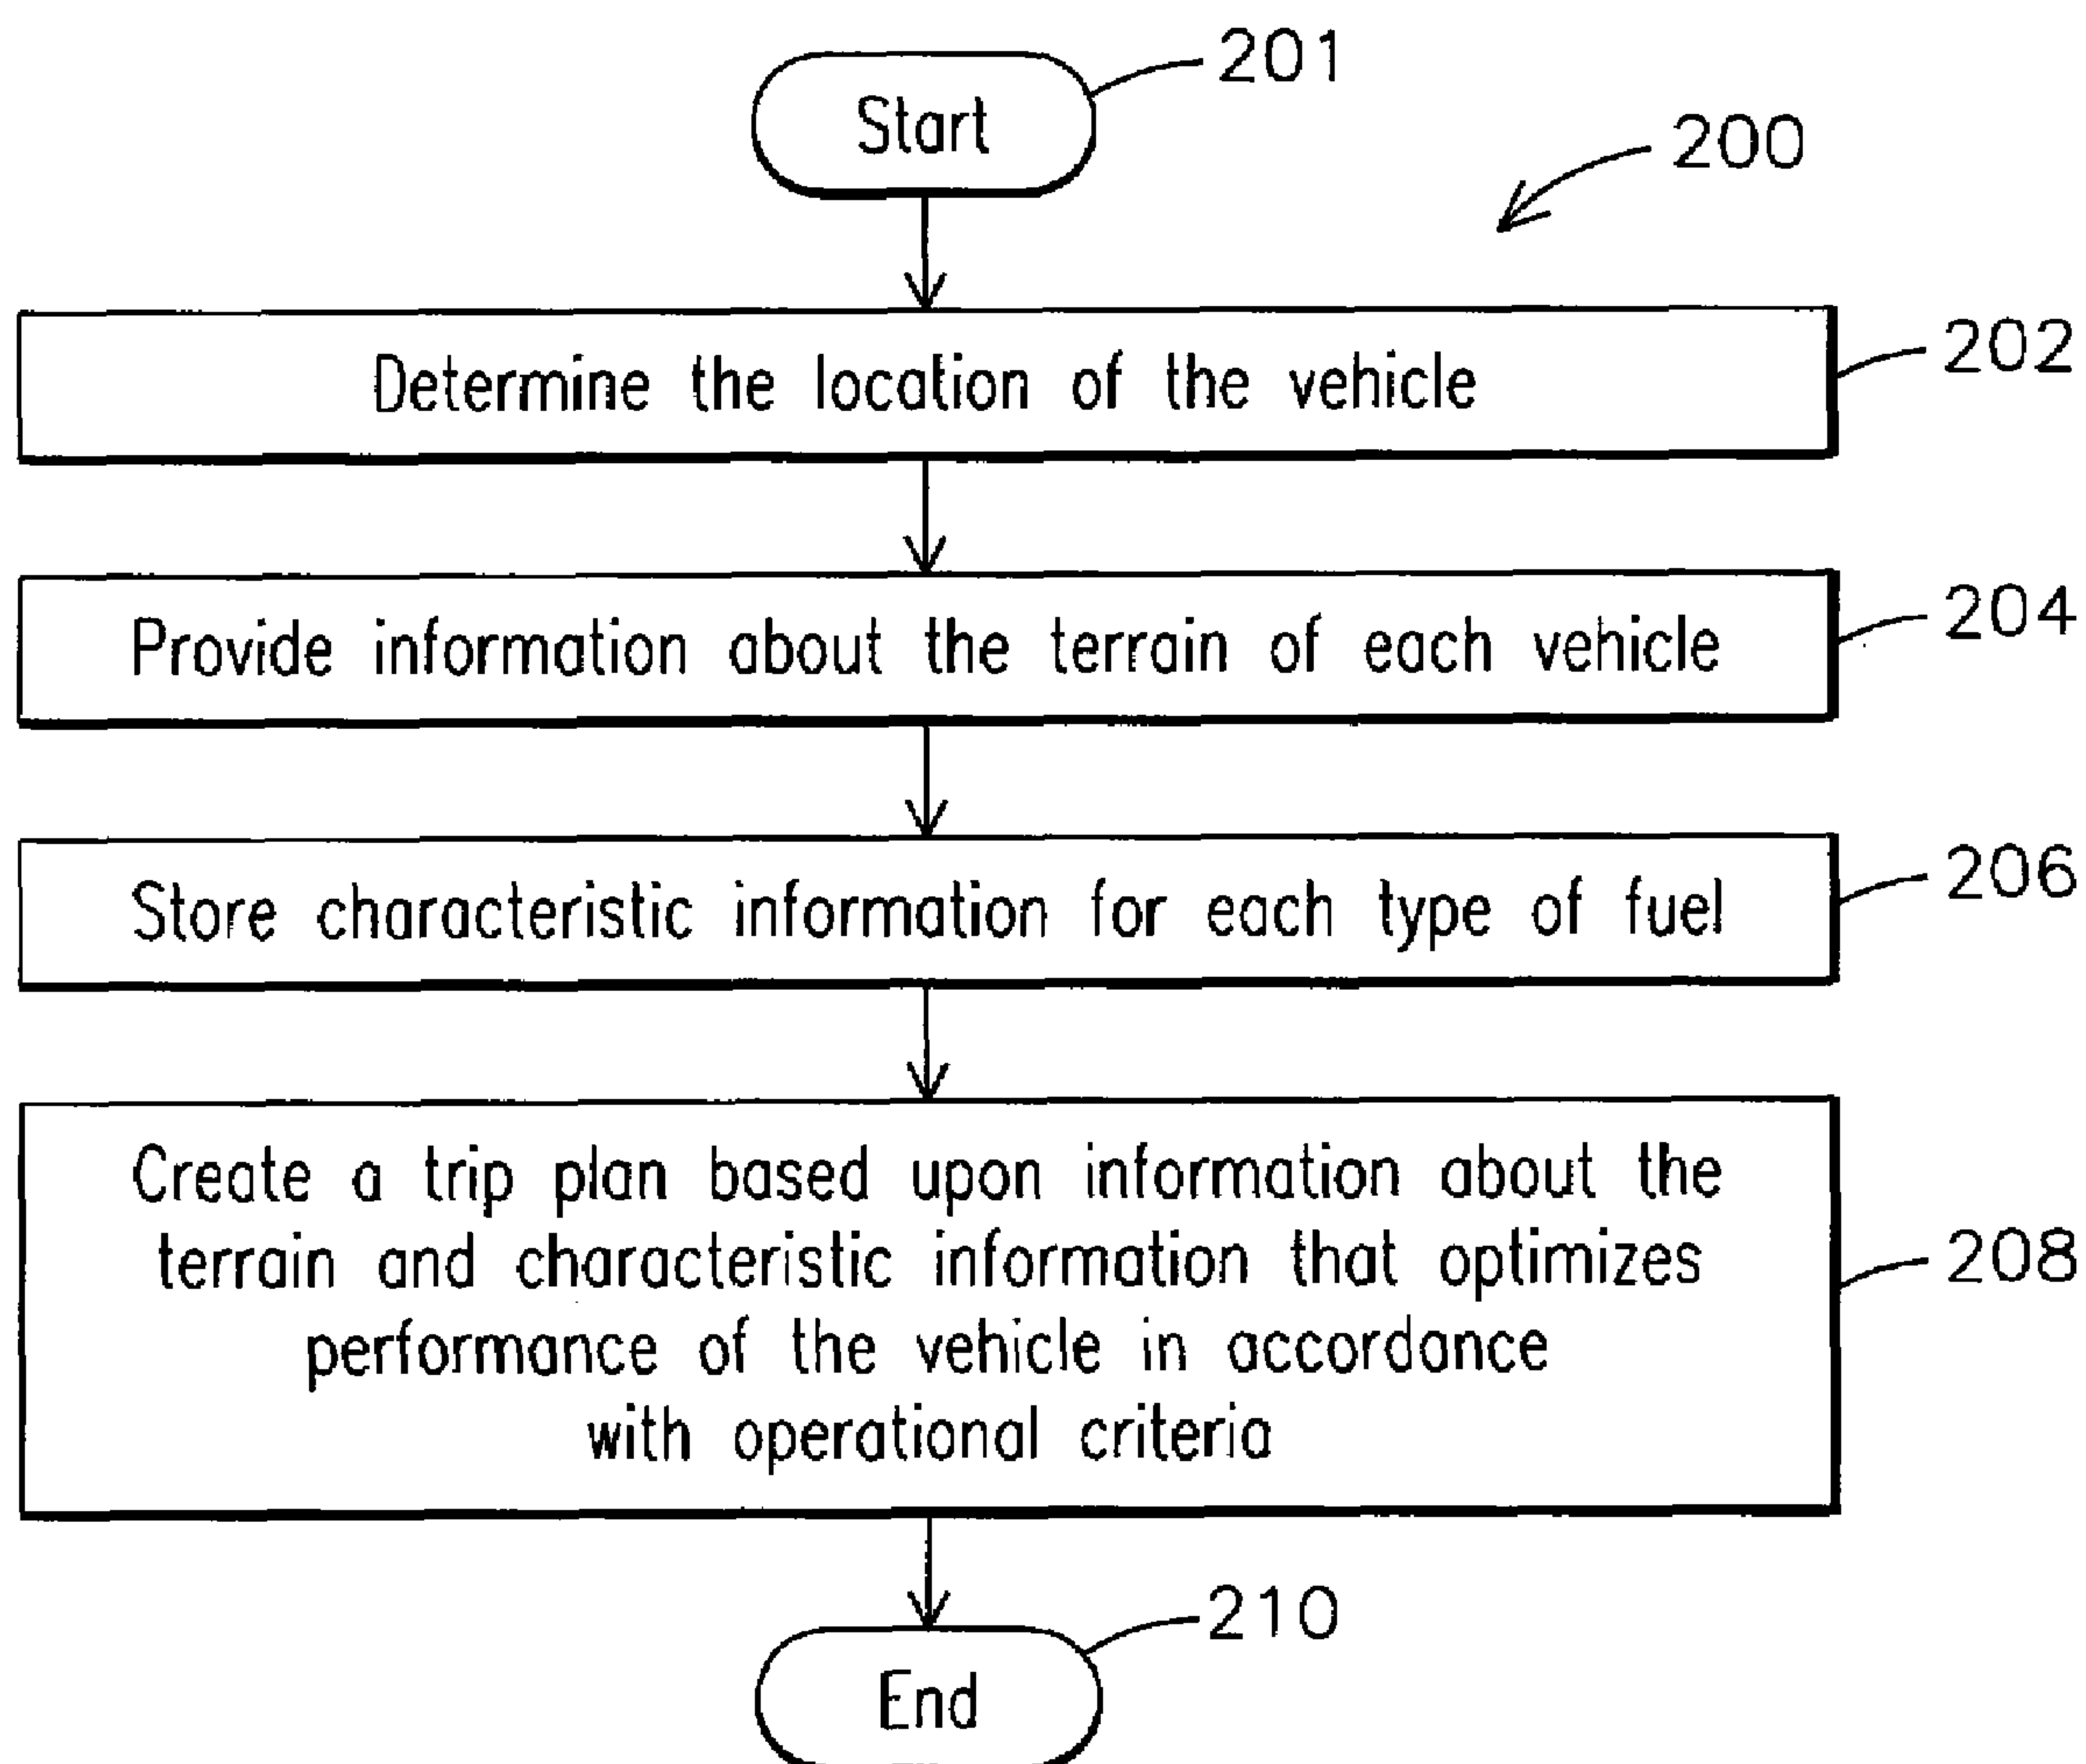 Start
201
200
Determine the location of the vehicle
202
Provide information about the terrain of each vehicle
204
Store characteristic information for each type of fuel
206
Create a trip plan based upon information about the
terrain and characteristic information that optimizes
performance of the vehicle in accordance
with operational criteria
208
End
210